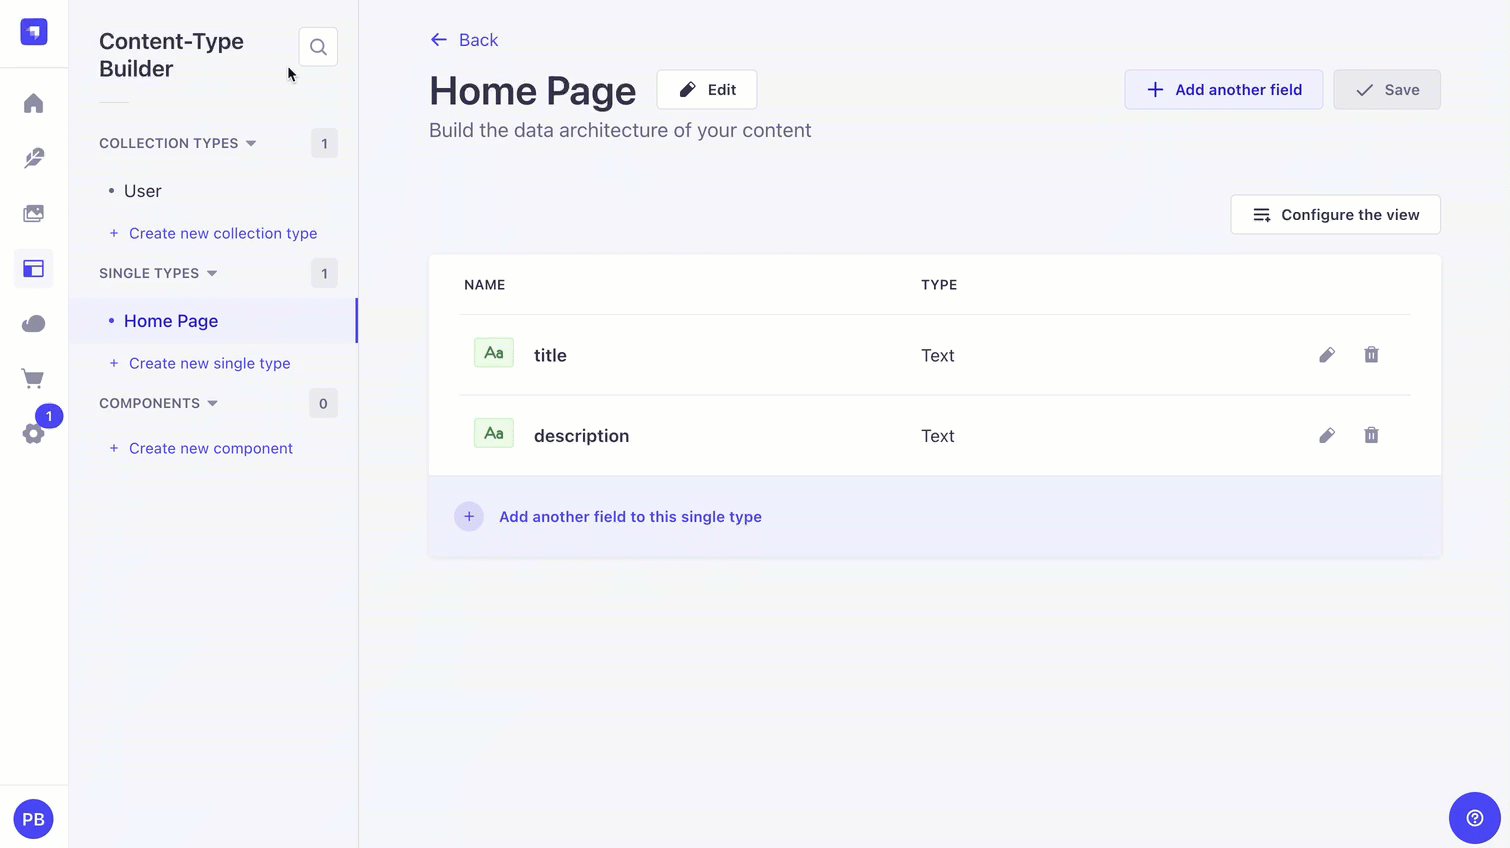 Content-Type
Builder
COLLECTION TYPES 1
User
+ Create new collection type
SINGLE TYPES 1
Home Page
+ Create new single type
COMPONENTS 0
+ Create new component
1
PB
Back
Home Page
Edit
Add another field
Save
Build the data architecture of your content
Configure the view
NAME TYPE
Aa title Text
Aa description Text
+ Add another field to this single type